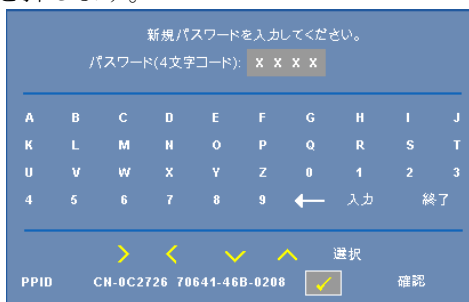 新規パスワードを入力してください。
パスワード(4文字コード): X X X X
A B C D E F G H I J
K L M N O P Q R S T
U V W X Y Z 0 1 2 3
4 5 6 7 8 9 ← 入力 終了
> < ∨ ∧ 選択
PPID CN-0C2726 70641-46B-0208 ✓ 確認